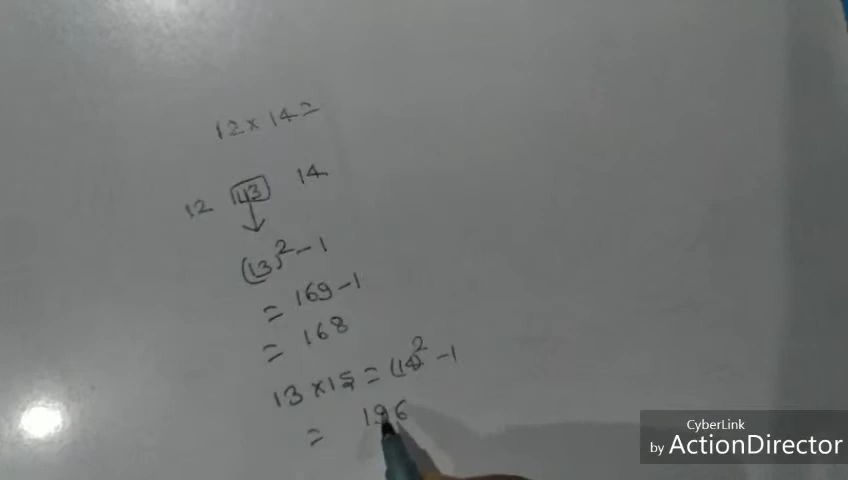 12 × 14 =
12 13 14
(13)² - 1
= 169 - 1
= 168
13 × 15 = (14)² - 1
= 196
CyberLink
by ActionDirector